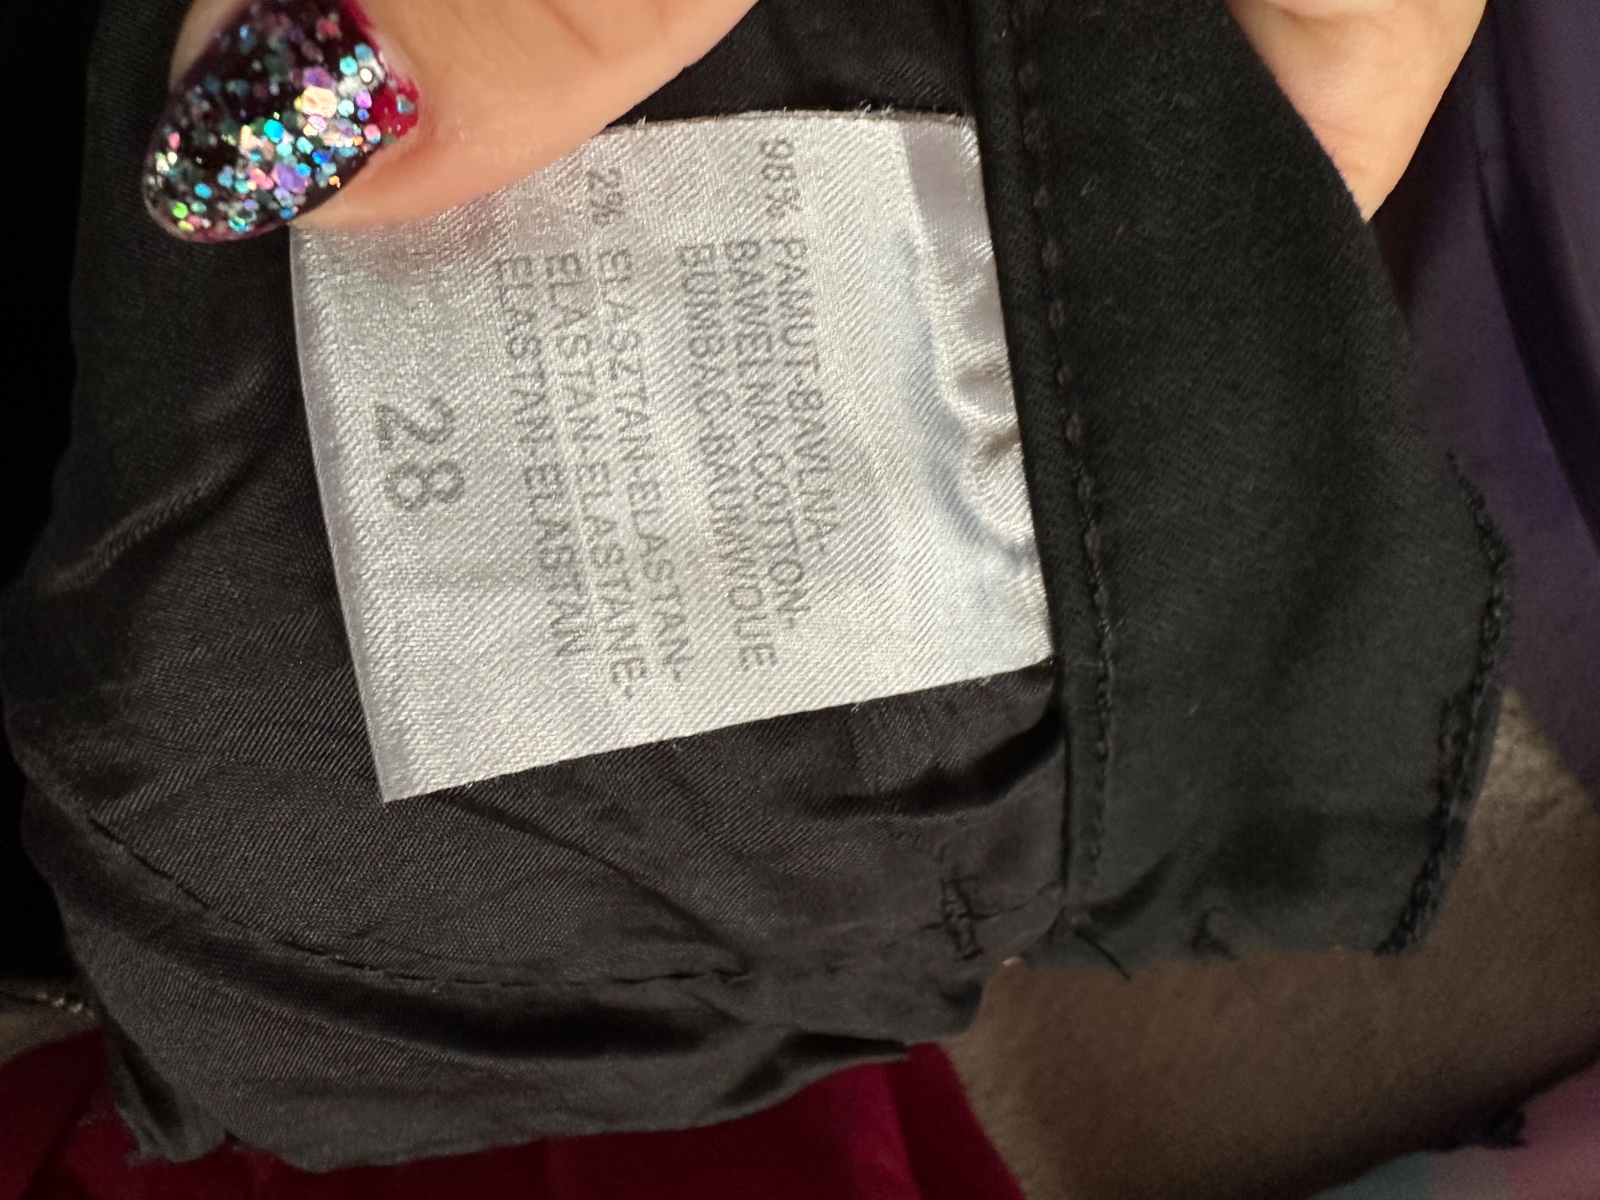 98% PAMUT-BAVLNA-
BAWEŁNA-COTTON-
BUMBAC-BAUMWOLLE
2% ELASZTAN-ELASTAN-
ELASTAN-ELASTANE-
ELASTAN-ELASTAN
28